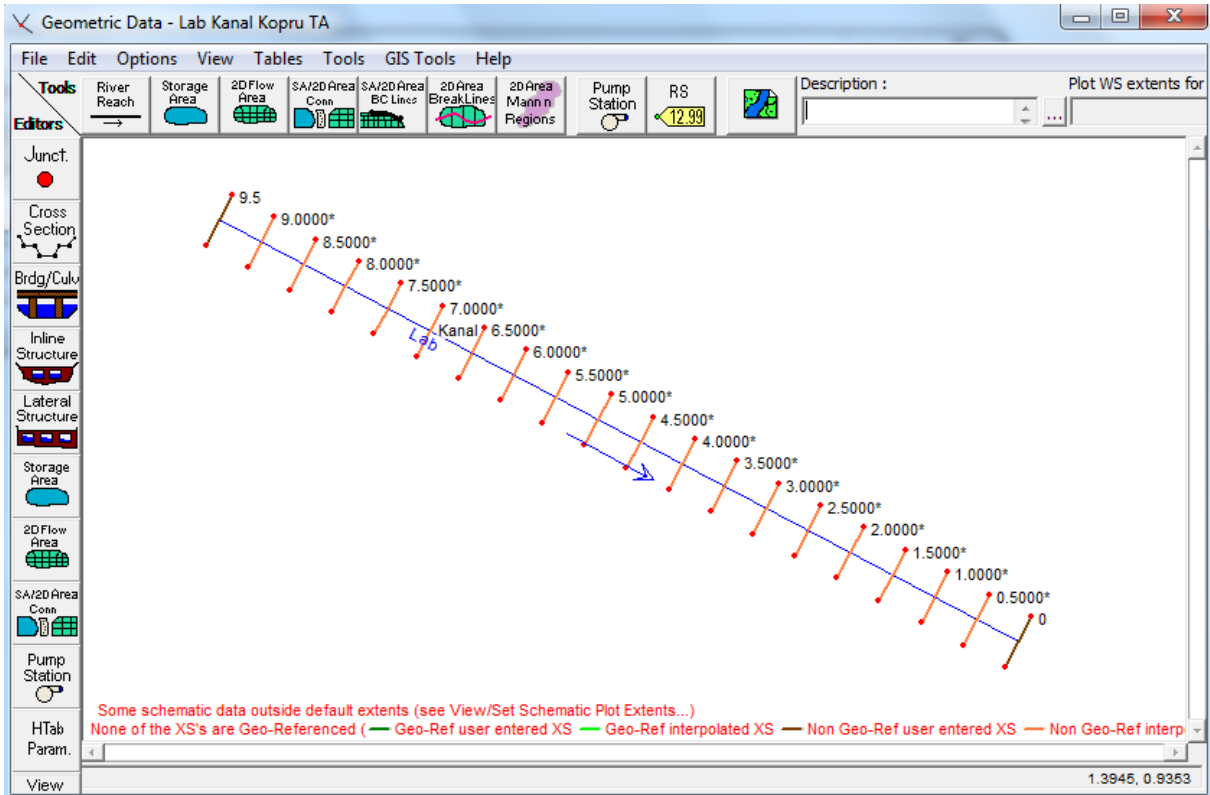 Geometric Data - Lab Kanal Kopru TA
File Edit Options View Tables Tools GIS Tools Help
Tools
Editors
River Reach
Storage Area
2D Flow Area
SA/2D Area Conn
SA/2D Area BC Lines
2D Area BreakLines
2D Area Mann n Regions
Pump Station
RS
12.99
Description :
...
Plot WS extents for
Junct.
Cross Section
Brdg/Culv
Inline Structure
Lateral Structure
Storage Area
2D Flow Area
SA/2D Area Conn
Pump Station
HTab Param.
View
9.5
9.0000*
8.5000*
8.0000*
7.5000*
7.0000*
Lab
Kanal
6.5000*
6.0000*
5.5000*
5.0000*
4.5000*
4.0000*
3.5000*
3.0000*
2.5000*
2.0000*
1.5000*
1.0000*
0.5000*
0
Some schematic data outside default extents (see View/Set Schematic Plot Extents...)
None of the XS's are Geo-Referenced ( — Geo-Ref user entered XS — Geo-Ref interpolated XS — Non Geo-Ref user entered XS — Non Geo-Ref interp
1.3945, 0.9353